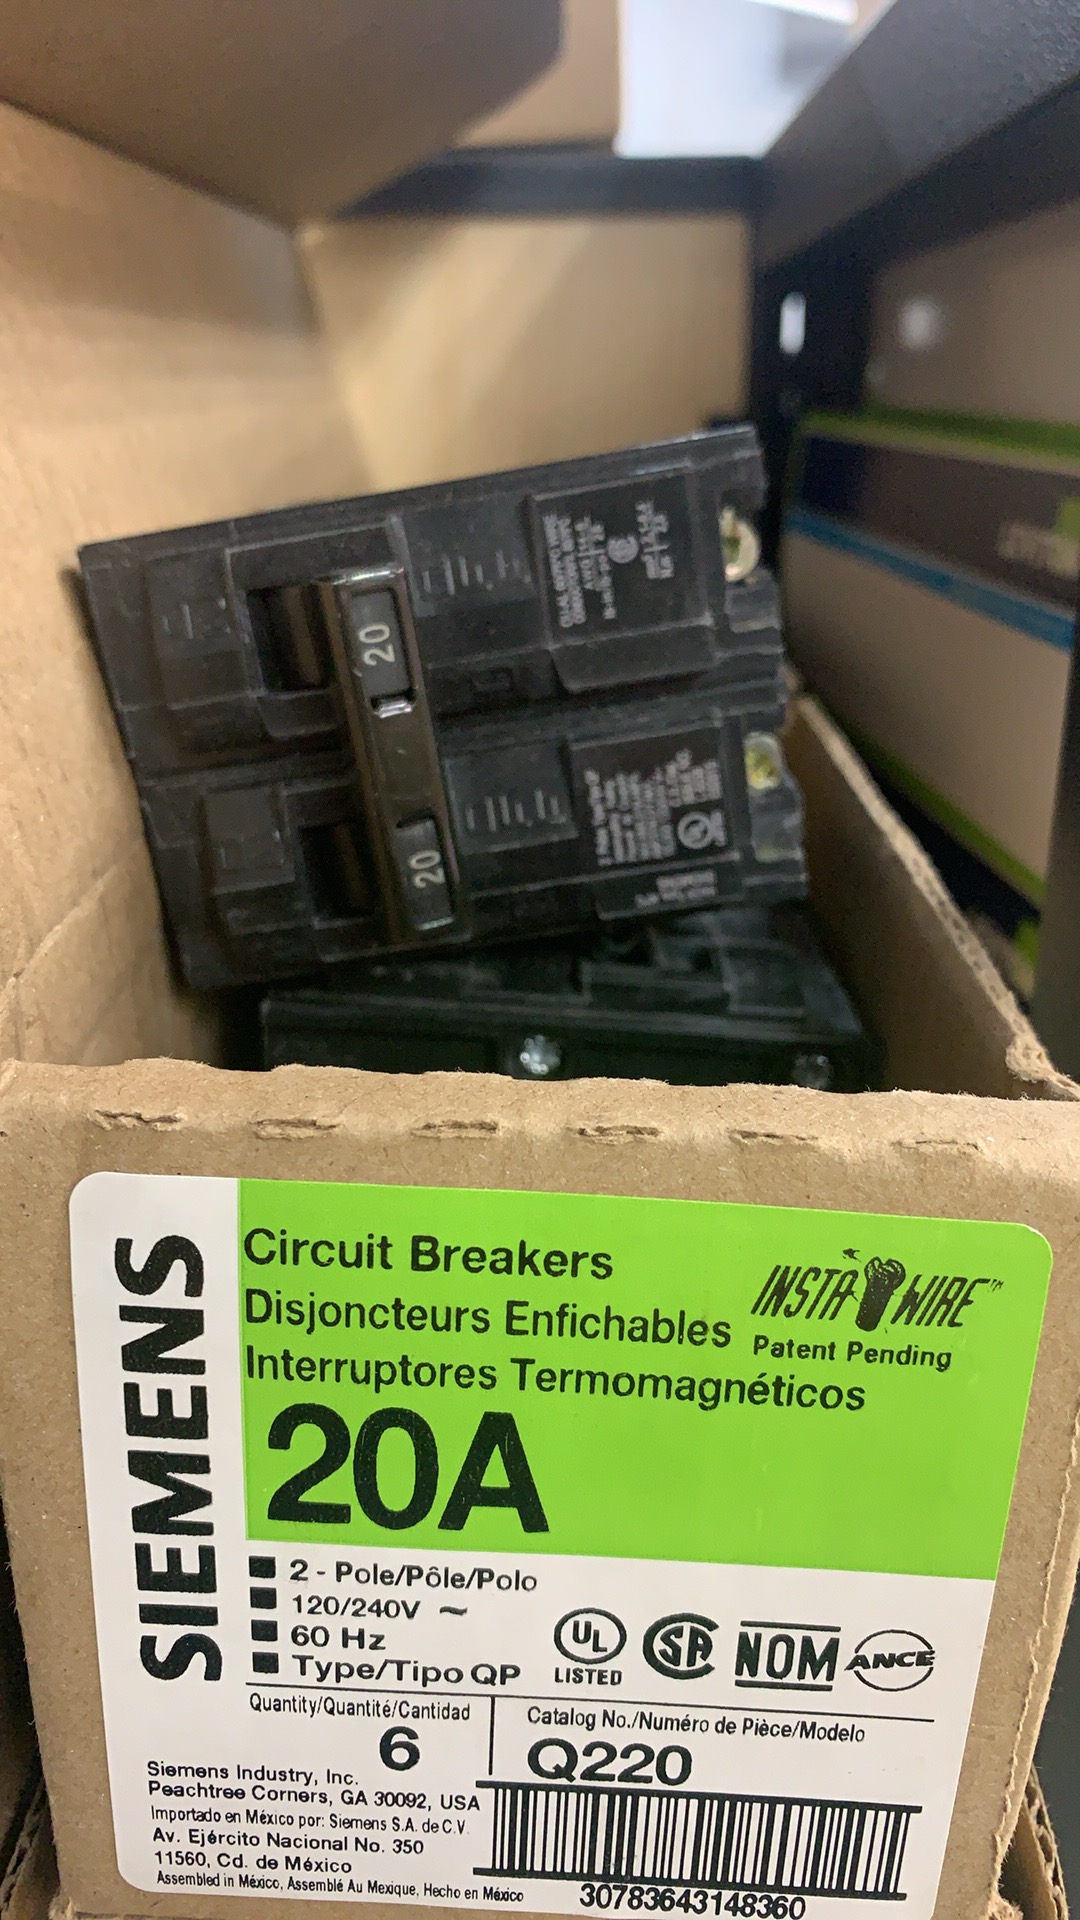 20
20
SIEMENS
Circuit Breakers
Disjoncteurs Enfichables
Interruptores Termomagnéticos
INSTA WIRE™
Patent Pending
20A
2 - Pole/Pôle/Polo
120/240V ~
60 Hz
Type/Tipo QP
UL
LISTED
SA
NOM
ANCE
Quantity/Quantité/Cantidad
6
Catalog No./Numéro de Pièce/Modelo
Q220
Siemens Industry, Inc.
Peachtree Corners, GA 30092, USA
Importado en México por: Siemens S.A. de C.V.
Av. Ejército Nacional No. 350
11560, Cd. de México
Assembled in México, Assemblé Au Mexique, Hecho en México
30783643148360